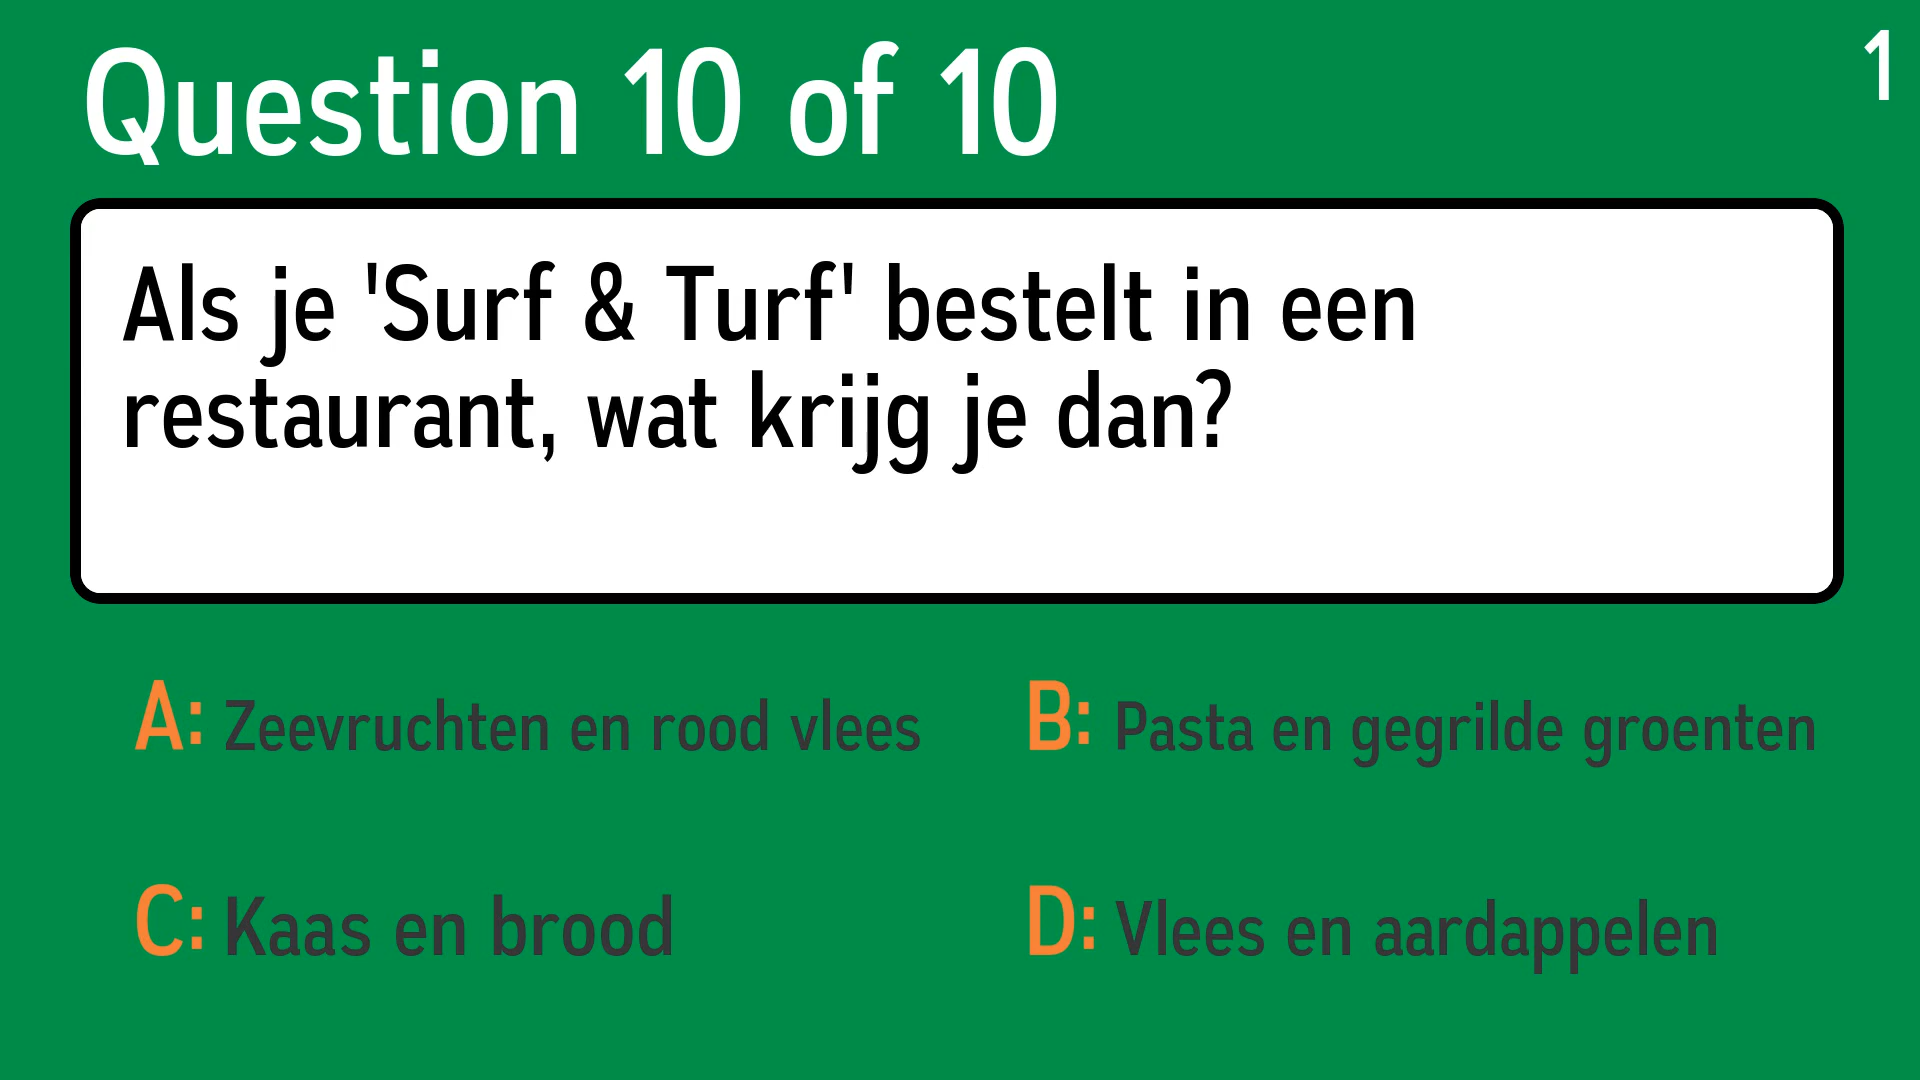 Question 10 of 10
1
Als je 'Surf & Turf' bestelt in een
restaurant, wat krijg je dan?
A: Zeevruchten en rood vlees
B: Pasta en gegrilde groenten
C: Kaas en brood
D: Vlees en aardappelen